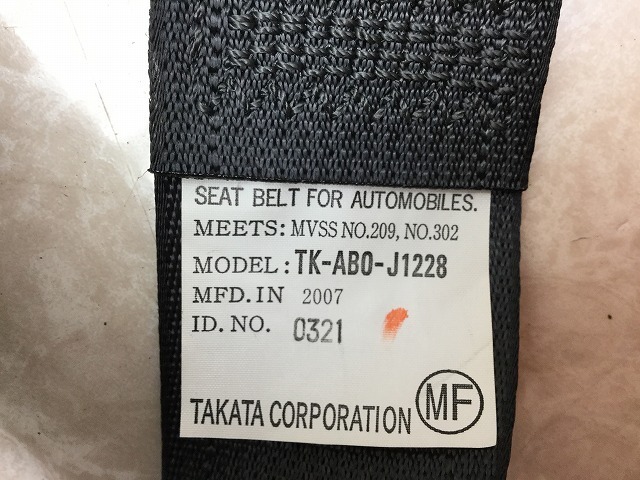 SEAT BELT FOR AUTOMOBILES.
MEETS: MVSS NO.209, NO.302
MODEL: TK-AB0-J1228
MFD.IN 2007
ID. NO. 0321
TAKATA CORPORATION MF